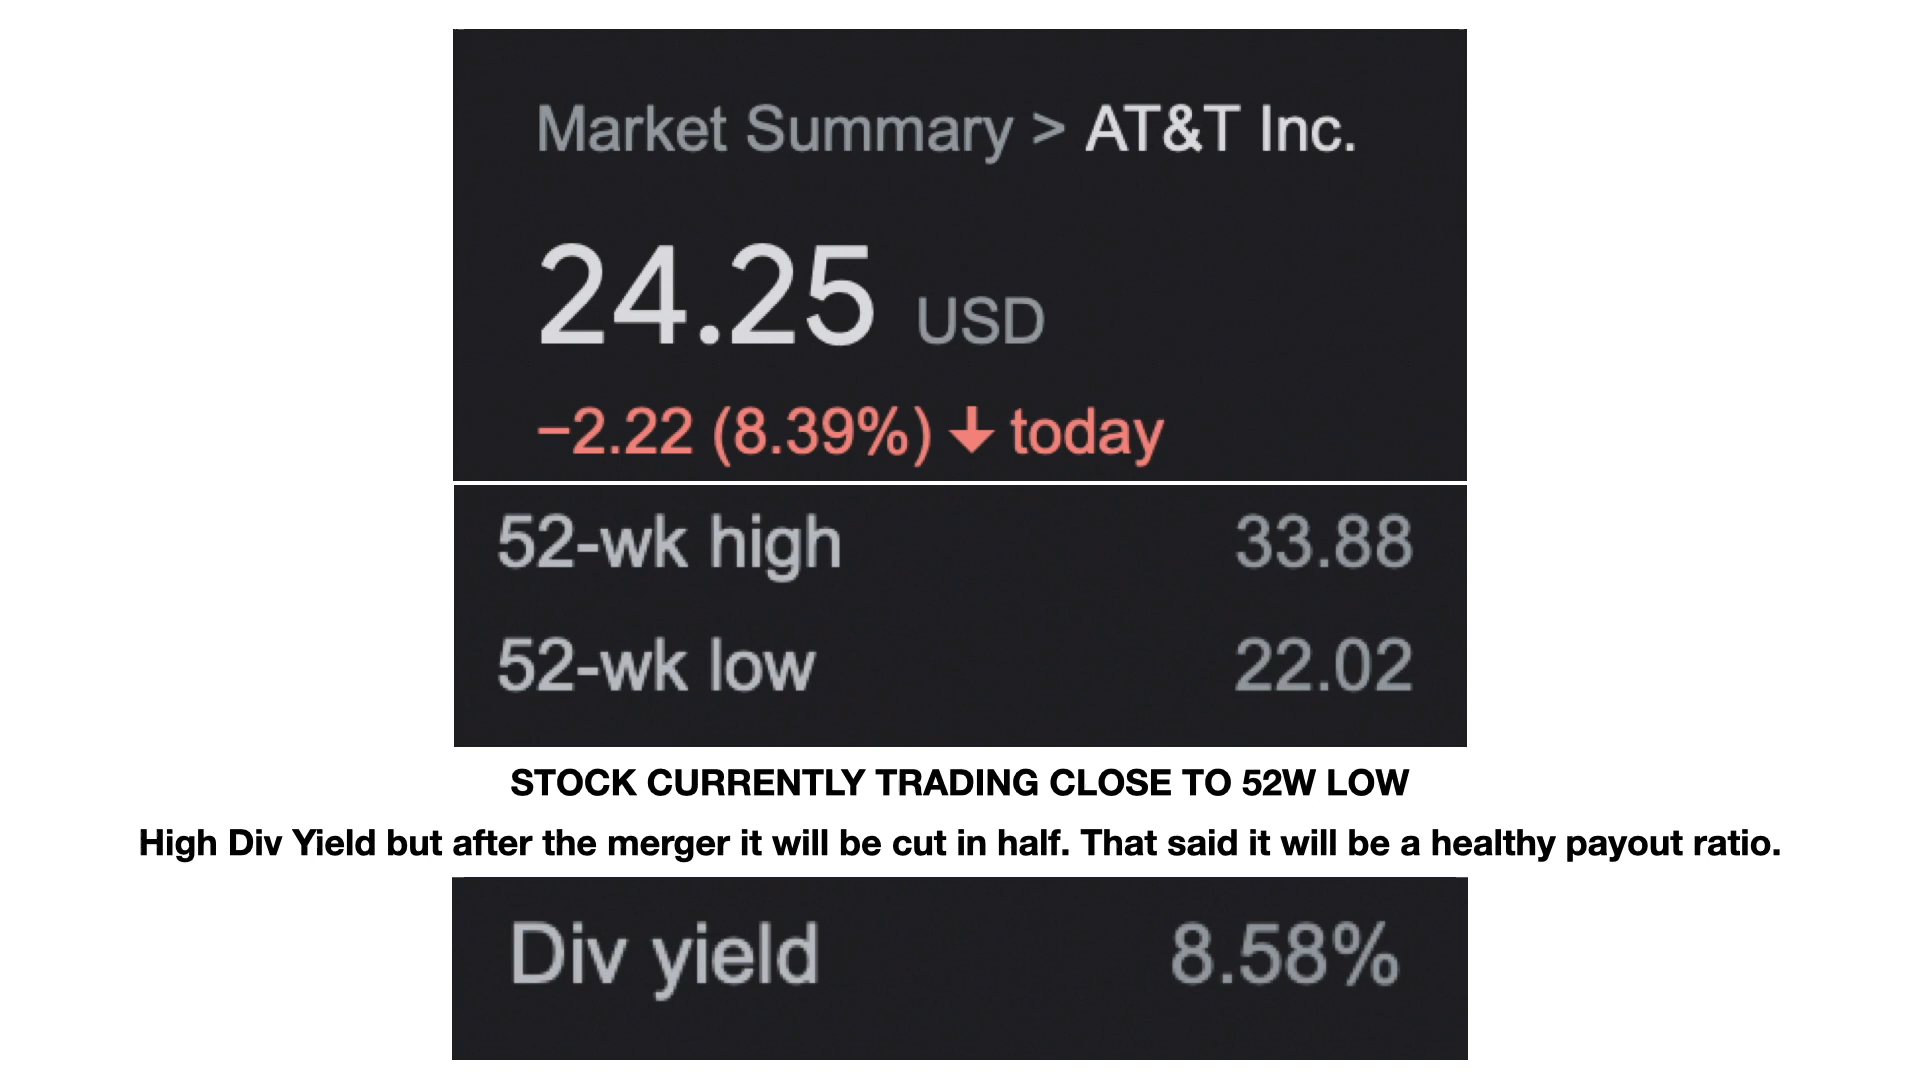 Market Summary > AT&T Inc.
24.25 USD
−2.22 (8.39%) ↓ today
52-wk high 33.88
52-wk low 22.02
STOCK CURRENTLY TRADING CLOSE TO 52W LOW
High Div Yield but after the merger it will be cut in half. That said it will be a healthy payout ratio.
Div yield 8.58%